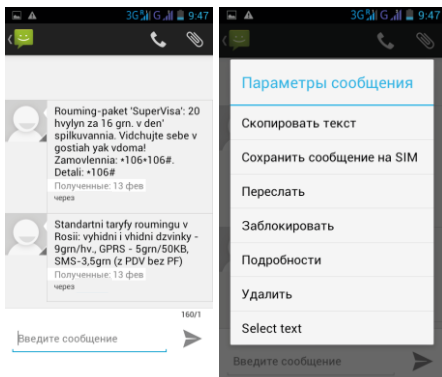 3G G 9:47
Rouming-paket 'SuperVisa': 20
hvylyn za 16 grn. v den'
spilkuvannia. Vidchujte sebe v
gostiah yak vdoma!
Zamovlennia: *106*106#.
Detali: *106#
Полученные: 13 фев
через
Standartni taryfy roumingu v
Rosii: vyhidni i vhidni dzvinky -
9grn/hv., GPRS - 5grn/50KB,
SMS-3,5grn (z PDV bez PF)
Полученные: 13 фев
через
160/1
Введите сообщение
3G G 9:47
Параметры сообщения
Скопировать текст
Сохранить сообщение на SIM
Переслать
Заблокировать
Подробности
Удалить
Select text
Введите сообщение